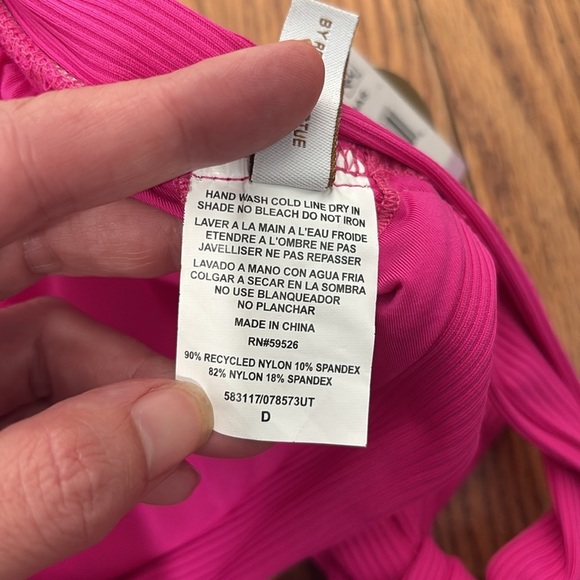 BY R
TUE
HAND WASH COLD LINE DRY IN
SHADE NO BLEACH DO NOT IRON
LAVER A LA MAIN A L'EAU FROIDE
ETENDRE A L'OMBRE NE PAS
JAVELLISER NE PAS REPASSER
LAVADO A MANO CON AGUA FRIA
COLGAR A SECAR EN LA SOMBRA
NO USE BLANQUEADOR
NO PLANCHAR
MADE IN CHINA
RN#59526
90% RECYCLED NYLON 10% SPANDEX
82% NYLON 18% SPANDEX
583117/078573UT
D